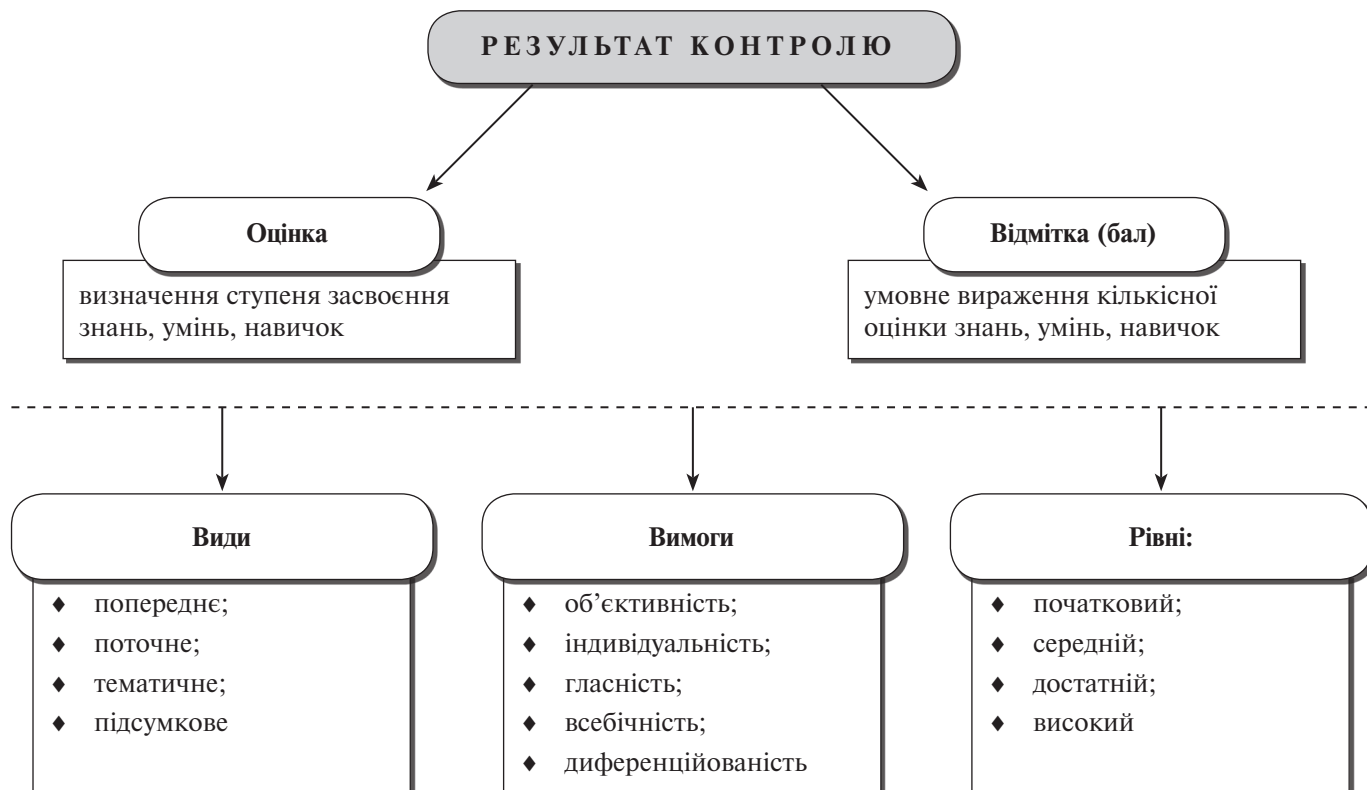 РЕЗУЛЬТАТ КОНТРОЛЮ
Оцінка
визначення ступеня засвоєння
знань, умінь, навичок
Відмітка (бал)
умовне вираження кількісної
оцінки знань, умінь, навичок
Види
♦ попереднє;
♦ поточне;
♦ тематичне;
♦ підсумкове
Вимоги
♦ об’єктивність;
♦ індивідуальність;
♦ гласність;
♦ всебічність;
♦ диференційованість
Рівні:
♦ початковий;
♦ середній;
♦ достатній;
♦ високий